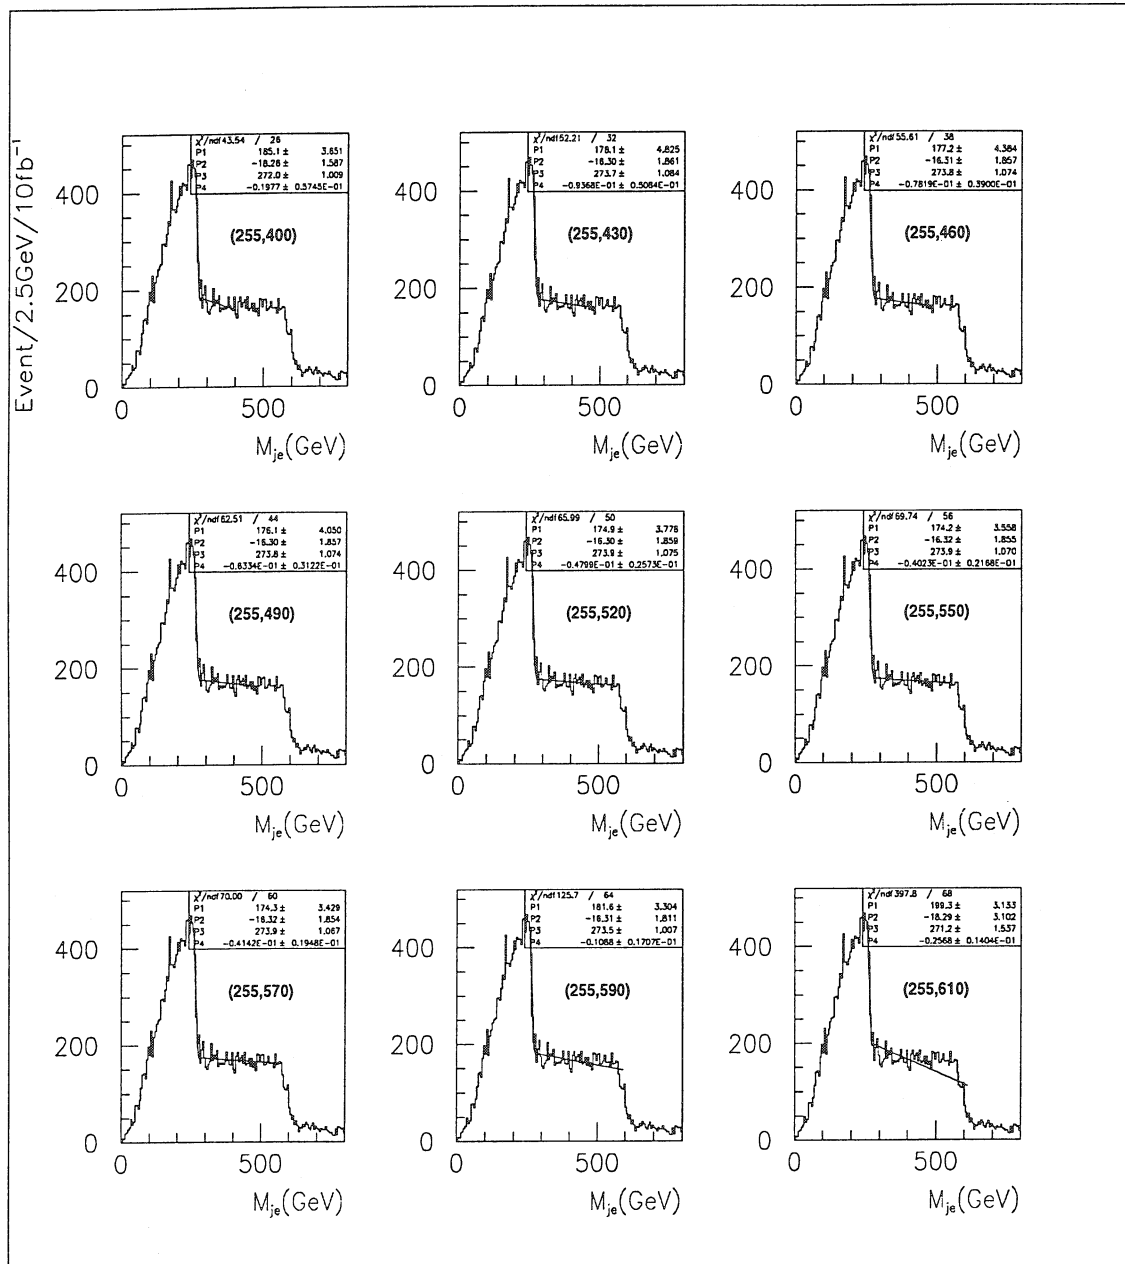 Event/2.5GeV/10fb⁻¹
χ²/ndf 43.54 / 26
P1 185.1 ± 3.651
P2 -16.26 ± 1.587
P3 272.0 ± 1.009
P4 -0.1977 ± 0.5745E-01
(255,400)
400
200
0
0 500
M_je(GeV)
χ²/ndf 52.21 / 32
P1 178.1 ± 4.825
P2 -16.30 ± 1.861
P3 273.7 ± 1.084
P4 -0.9368E-01 ± 0.5084E-01
(255,430)
400
200
0
0 500
M_je(GeV)
χ²/ndf 55.61 / 38
P1 177.2 ± 4.384
P2 -16.31 ± 1.857
P3 273.8 ± 1.074
P4 -0.7819E-01 ± 0.3900E-01
(255,460)
400
200
0
0 500
M_je(GeV)
χ²/ndf 62.51 / 44
P1 176.1 ± 4.050
P2 -16.30 ± 1.857
P3 273.8 ± 1.074
P4 -0.6334E-01 ± 0.3122E-01
(255,490)
400
200
0
0 500
M_je(GeV)
χ²/ndf 65.99 / 50
P1 174.9 ± 3.776
P2 -16.30 ± 1.859
P3 273.9 ± 1.075
P4 -0.4799E-01 ± 0.2573E-01
(255,520)
400
200
0
0 500
M_je(GeV)
χ²/ndf 69.74 / 56
P1 174.2 ± 3.558
P2 -16.32 ± 1.855
P3 273.9 ± 1.070
P4 -0.4023E-01 ± 0.2168E-01
(255,550)
400
200
0
0 500
M_je(GeV)
χ²/ndf 70.00 / 60
P1 174.3 ± 3.429
P2 -16.32 ± 1.854
P3 273.9 ± 1.067
P4 -0.4142E-01 ± 0.1948E-01
(255,570)
400
200
0
0 500
M_je(GeV)
χ²/ndf 125.7 / 64
P1 181.6 ± 3.304
P2 -16.31 ± 1.811
P3 273.5 ± 1.007
P4 -0.1088 ± 0.1707E-01
(255,590)
400
200
0
0 500
M_je(GeV)
χ²/ndf 397.8 / 68
P1 199.3 ± 3.133
P2 -18.29 ± 3.102
P3 271.2 ± 1.537
P4 -0.2568 ± 0.1404E-01
(255,610)
400
200
0
0 500
M_je(GeV)